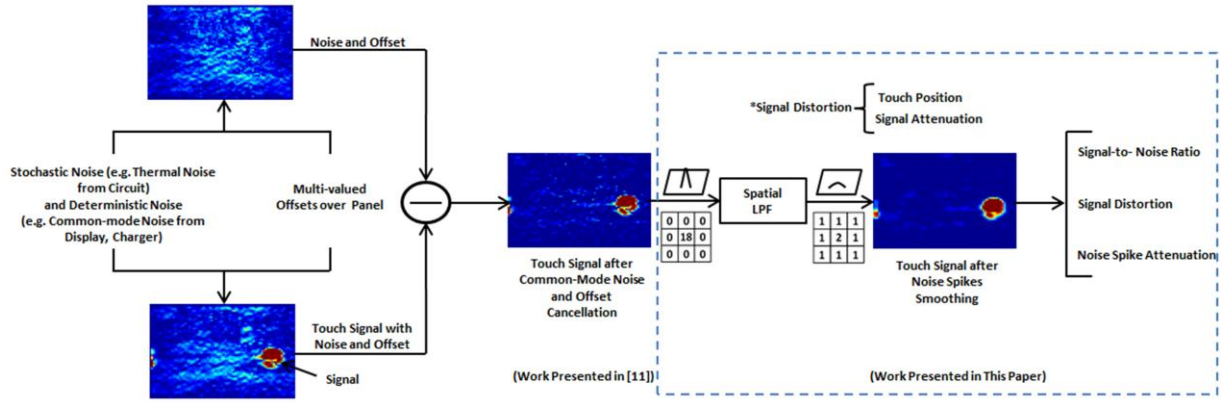 Noise and Offset
Stochastic Noise (e.g. Thermal Noise
from Circuit)
and Deterministic Noise
(e.g. Common-mode Noise from
Display, Charger)
Multi-valued
Offsets over Panel
Touch Signal with
Noise and Offset
Signal
Touch Signal after
Common-Mode Noise
and Offset
Cancellation
(Work Presented in [11])
*Signal Distortion
Touch Position
Signal Attenuation
0 0 0
0 18 0
0 0 0
Spatial
LPF
1 1 1
1 2 1
1 1 1
Touch Signal after
Noise Spikes
Smoothing
Signal-to- Noise Ratio
Signal Distortion
Noise Spike Attenuation
(Work Presented in This Paper)